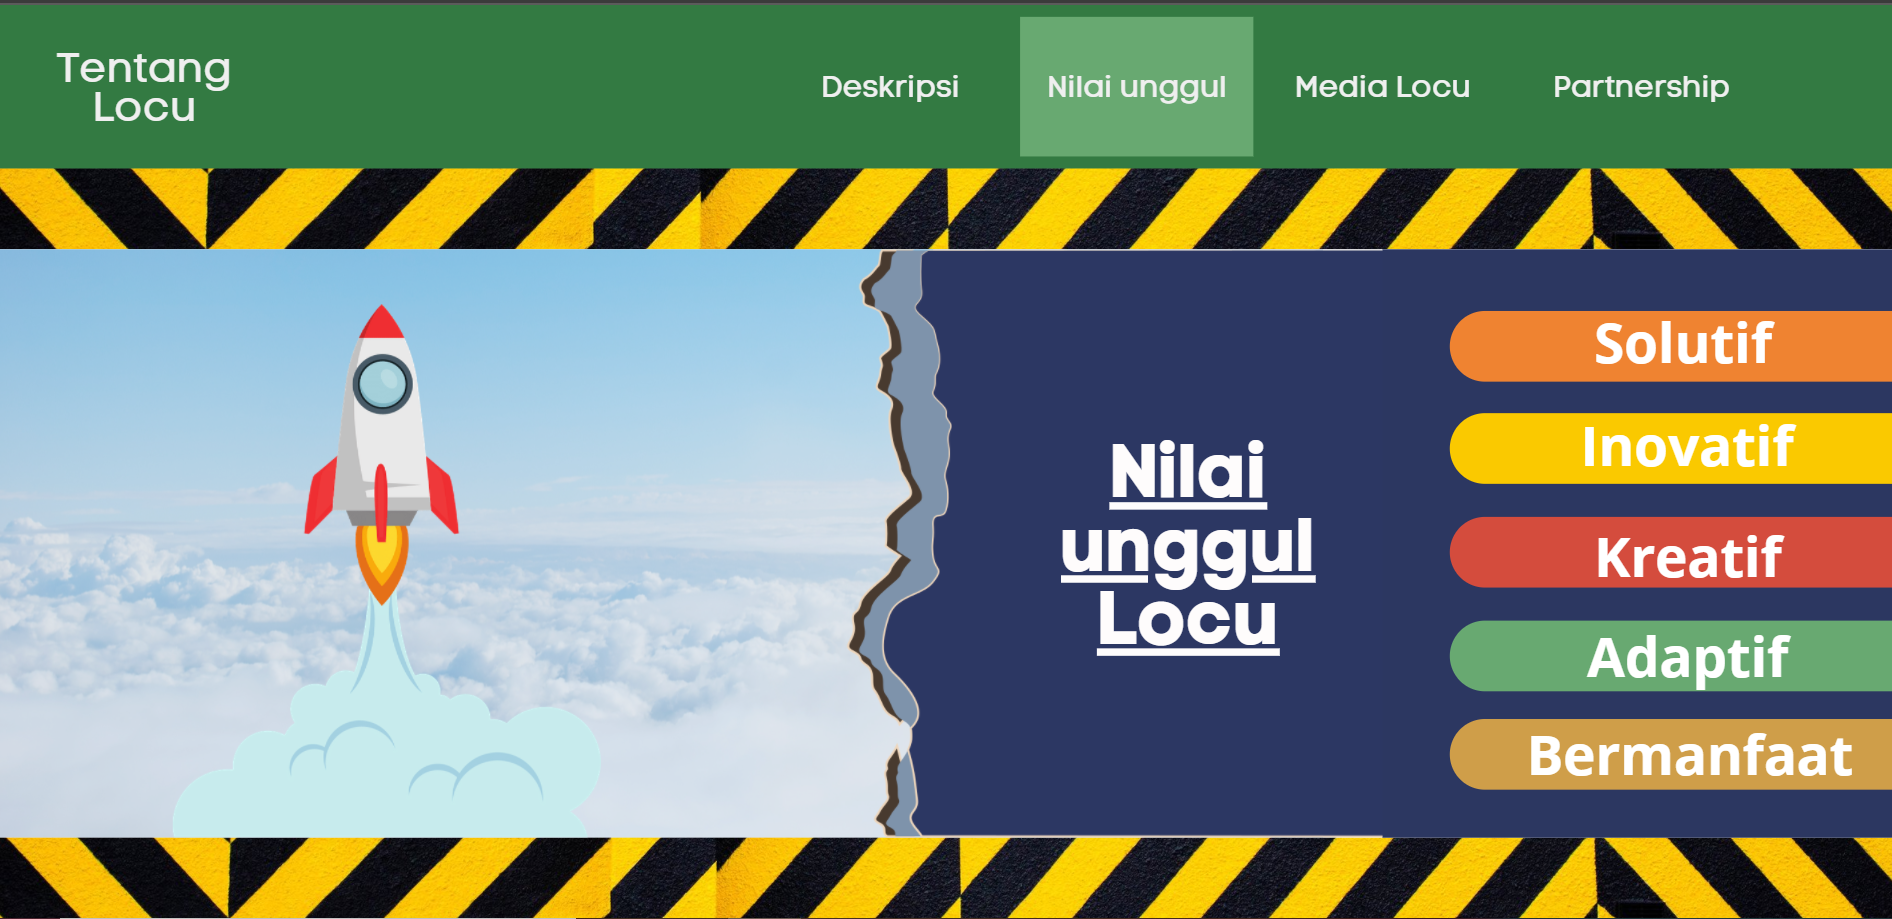 Tentang
Locu
Deskripsi
Nilai unggul
Media Locu
Partnership
Nilai
unggul
Locu
Solutif
Inovatif
Kreatif
Adaptif
Bermanfaat